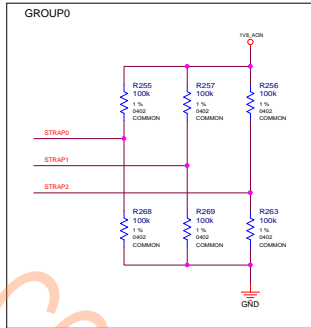 GROUP0
1V8_AON
R255
100k
1 %
0402
COMMON
R257
100k
1 %
0402
COMMON
R256
100k
1 %
0402
COMMON
STRAP0
STRAP1
STRAP2
R268
100k
1 %
0402
COMMON
R269
100k
1 %
0402
COMMON
R263
100k
1 %
0402
COMMON
GND